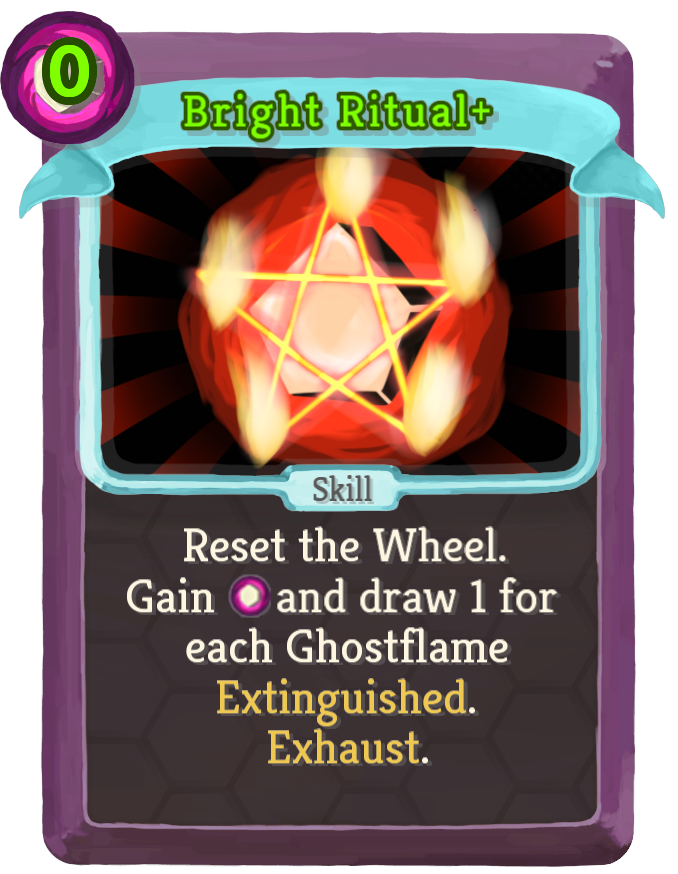 0
Bright Ritual+
Skill
Reset the Wheel.
Gain and draw 1 for
each Ghostflame
Extinguished.
Exhaust.